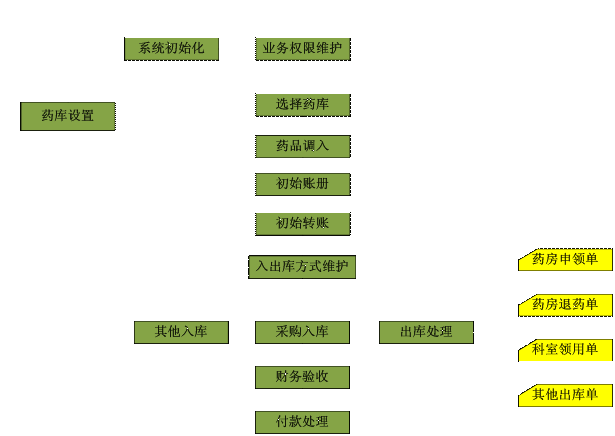 系统初始化
业务权限维护
药库设置
选择药库
药品调入
初始账册
初始转账
入出库方式维护
药房申领单
药房退药单
其他入库
采购入库
出库处理
科室领用单
财务验收
其他出库单
付款处理